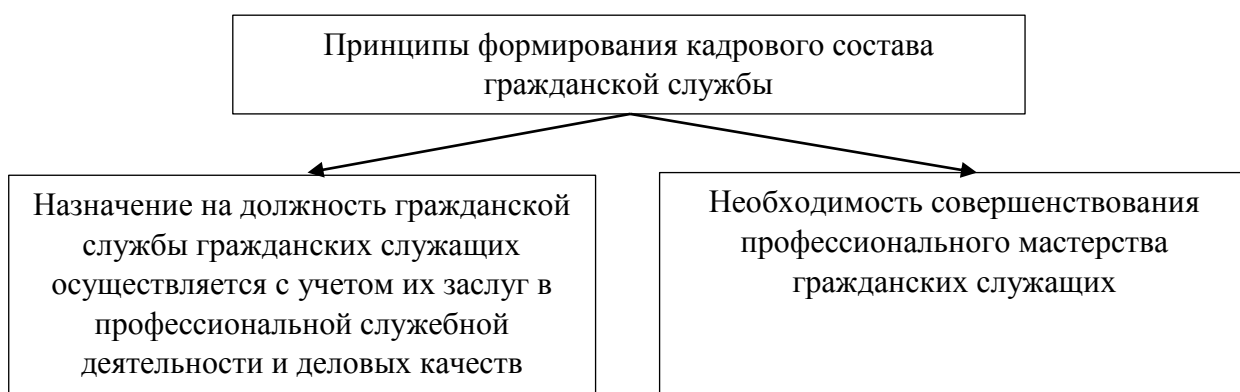 Принципы формирования кадрового состава
гражданской службы
Назначение на должность гражданской
службы гражданских служащих
осуществляется с учетом их заслуг в
профессиональной служебной
деятельности и деловых качеств
Необходимость совершенствования
профессионального мастерства
гражданских служащих